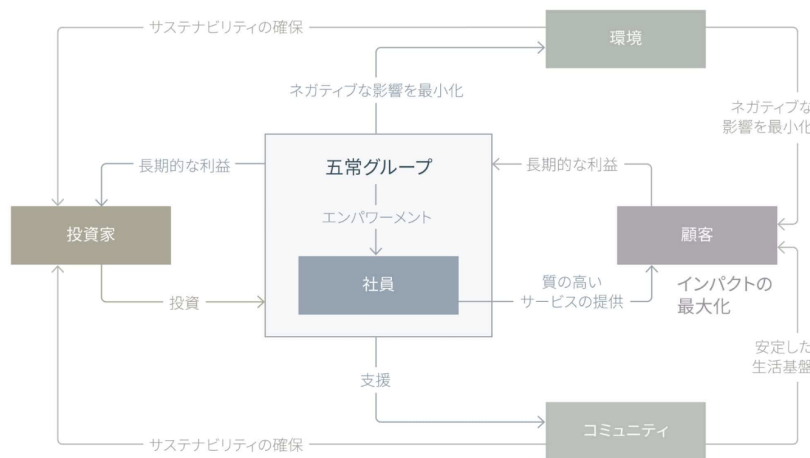 サステナビリティの確保
環境
ネガティブな影響を最小化
ネガティブな
影響を最小化
長期的な利益
五常グループ
長期的な利益
エンパワーメント
投資家
顧客
社員
質の高い
サービスの提供
インパクトの
最大化
投資
安定した
生活基盤
支援
コミュニティ
サステナビリティの確保